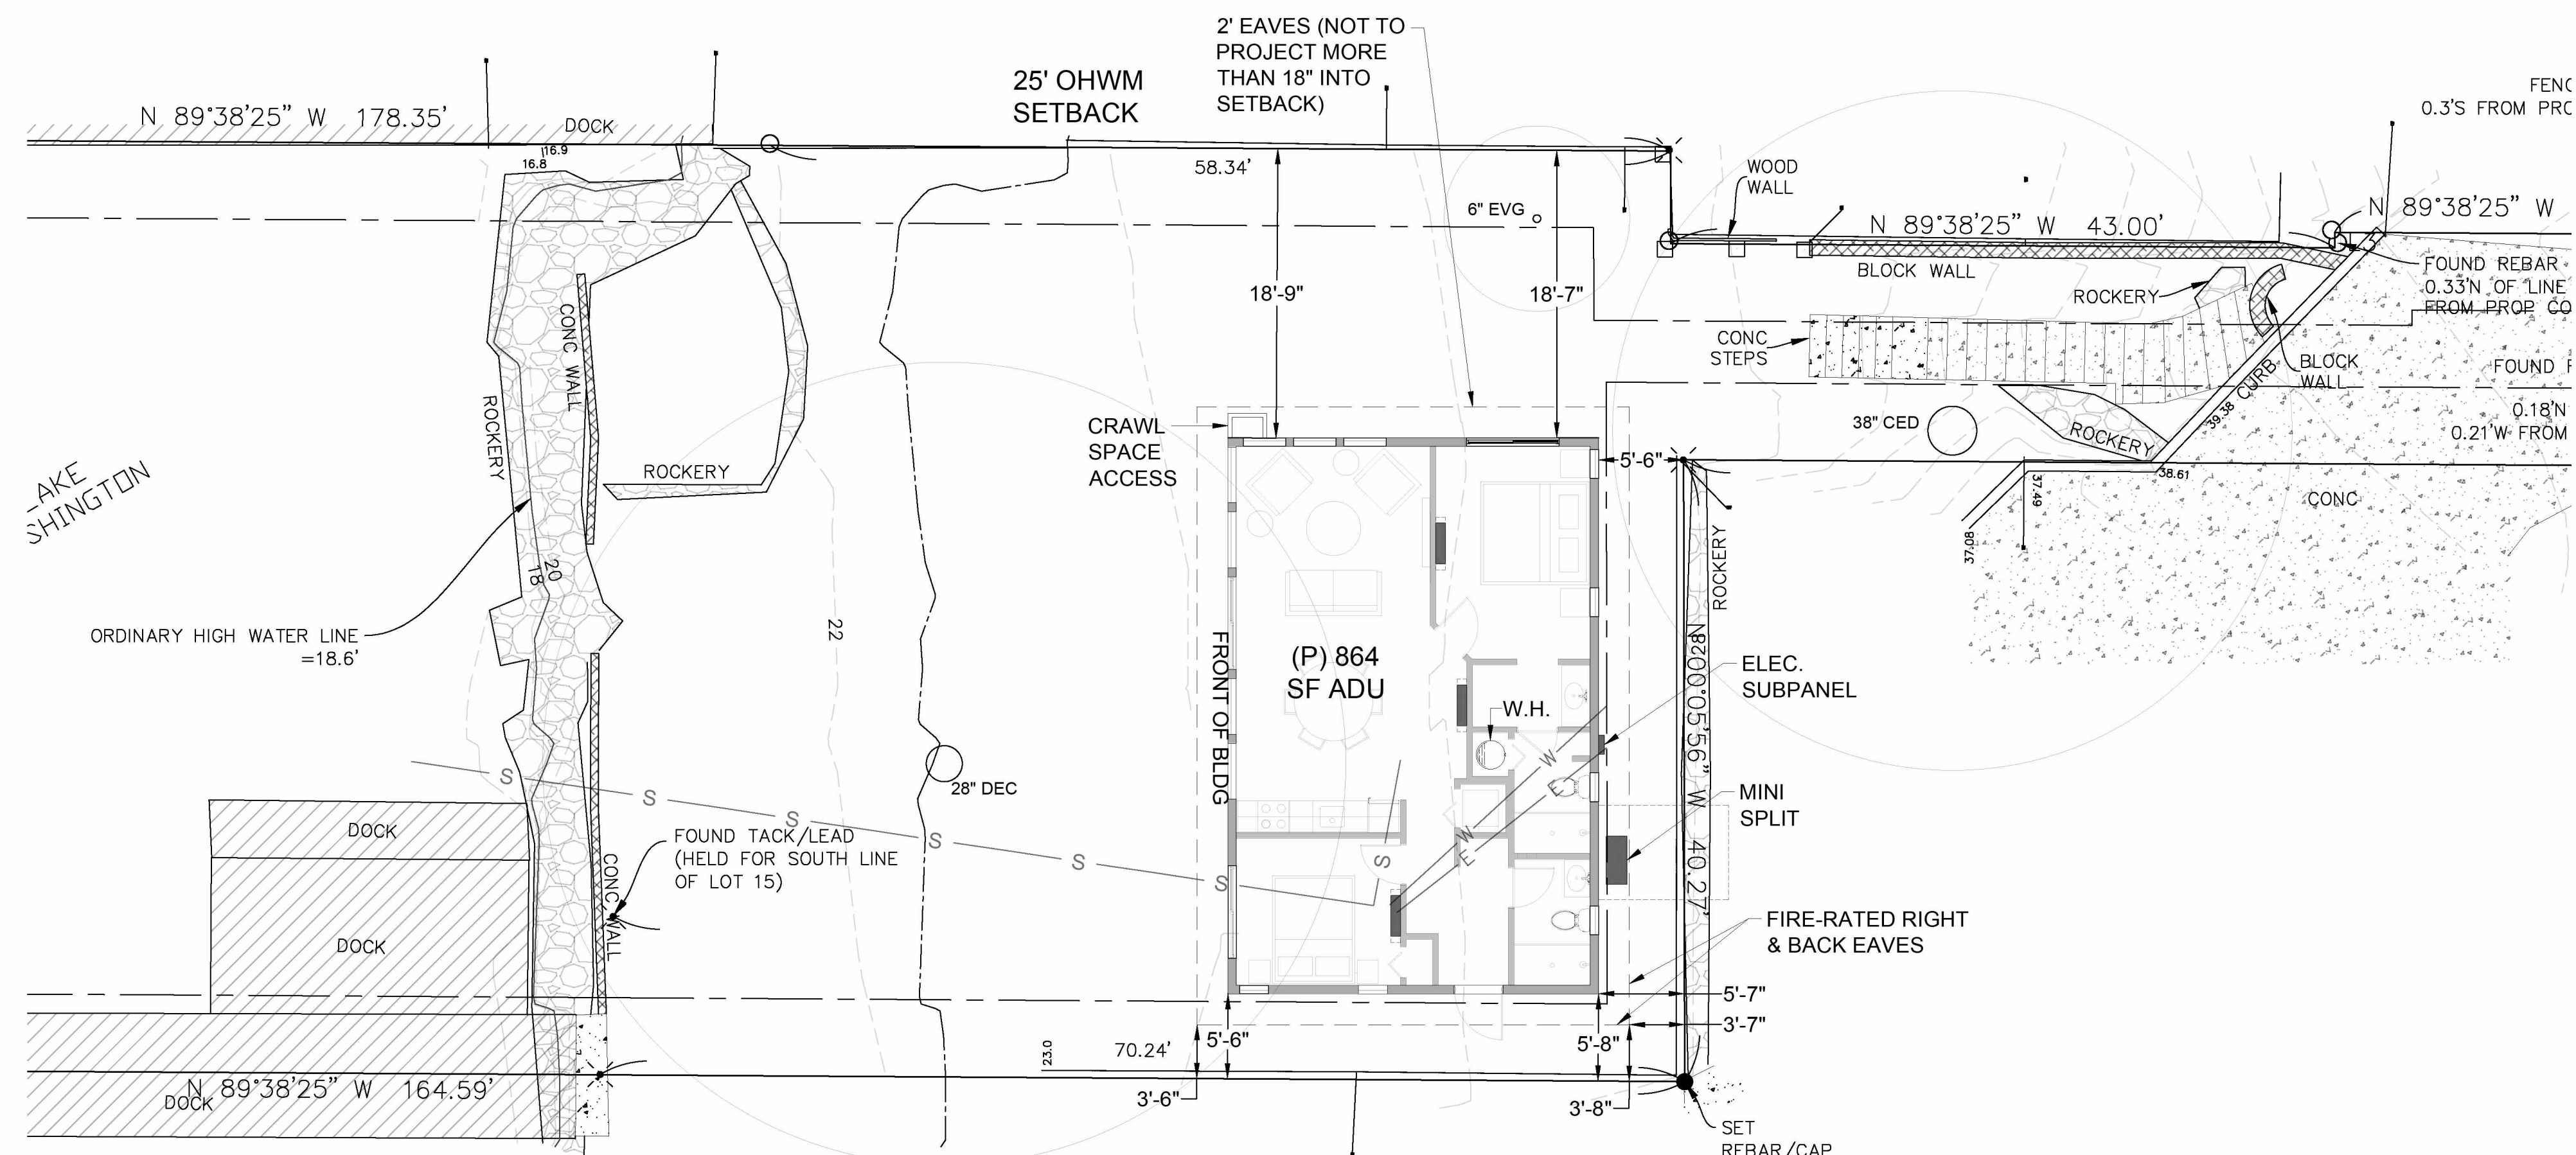 2' EAVES (NOT TO
PROJECT MORE
THAN 18" INTO
SETBACK)
25' OHWM
SETBACK
N 89°38'25" W 178.35'
DOCK
16.9
16.8
58.34'
6" EVG
WOOD
WALL
N 89°38'25" W 43.00'
N 89°38'25" W
FENC
0.3'S FROM PRO
BLOCK WALL
ROCKERY
FOUND REBAR
0.33'N OF LINE
FROM PROP CO
18'-9"
18'-7"
CONC
STEPS
BLOCK
WALL
CURB
39.38
FOUND F
0.18'N
0.21'W FROM
38" CED
ROCKERY
38.61
37.49
37.08
CONC
CONC WALL
ROCKERY
ROCKERY
CRAWL
SPACE
ACCESS
5'-6"
ROCKERY
LAKE
SHINGTON
20
18
22
ORDINARY HIGH WATER LINE
=18.6'
FRONT OF BLDG
(P) 864
SF ADU
W.H.
ELEC.
SUBPANEL
28
N 00°05'56" W 40.27'
MINI
SPLIT
28" DEC
S
S
S
S
S
S
S
W
W
E
E
DOCK
DOCK
FOUND TACK/LEAD
(HELD FOR SOUTH LINE
OF LOT 15)
CONC WALL
FIRE-RATED RIGHT
& BACK EAVES
5'-7"
3'-7"
5'-6"
5'-8"
23.0
70.24'
3'-6"
3'-8"
N 89°38'25" W 164.59'
DOCK
SET
REBAR/CAP